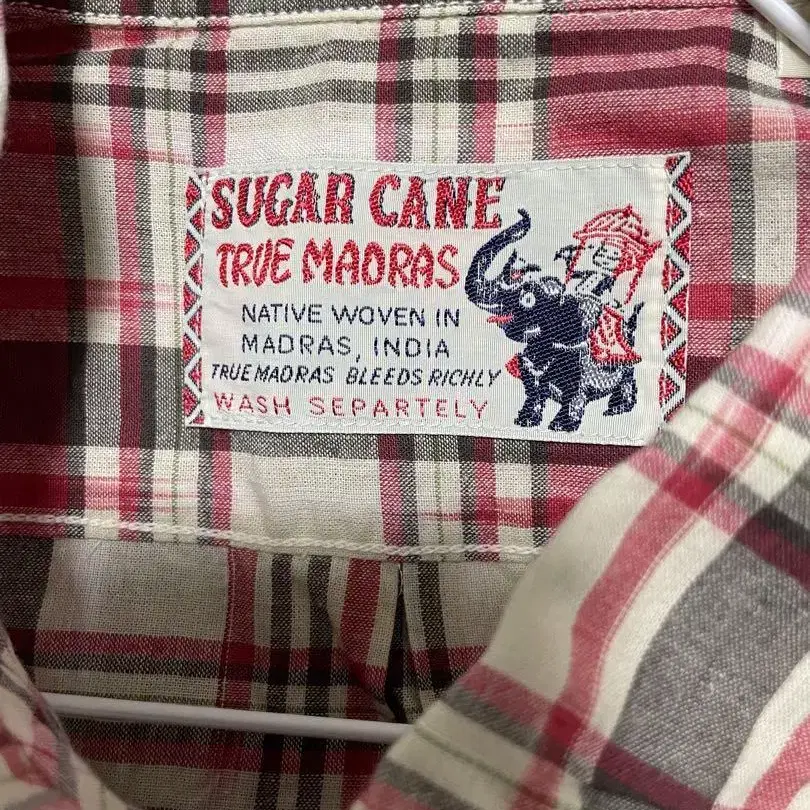 SUGAR CANE
TRUE MADRAS
NATIVE WOVEN IN
MADRAS, INDIA
TRUE MADRAS BLEEDS RICHLY
WASH SEPARTELY